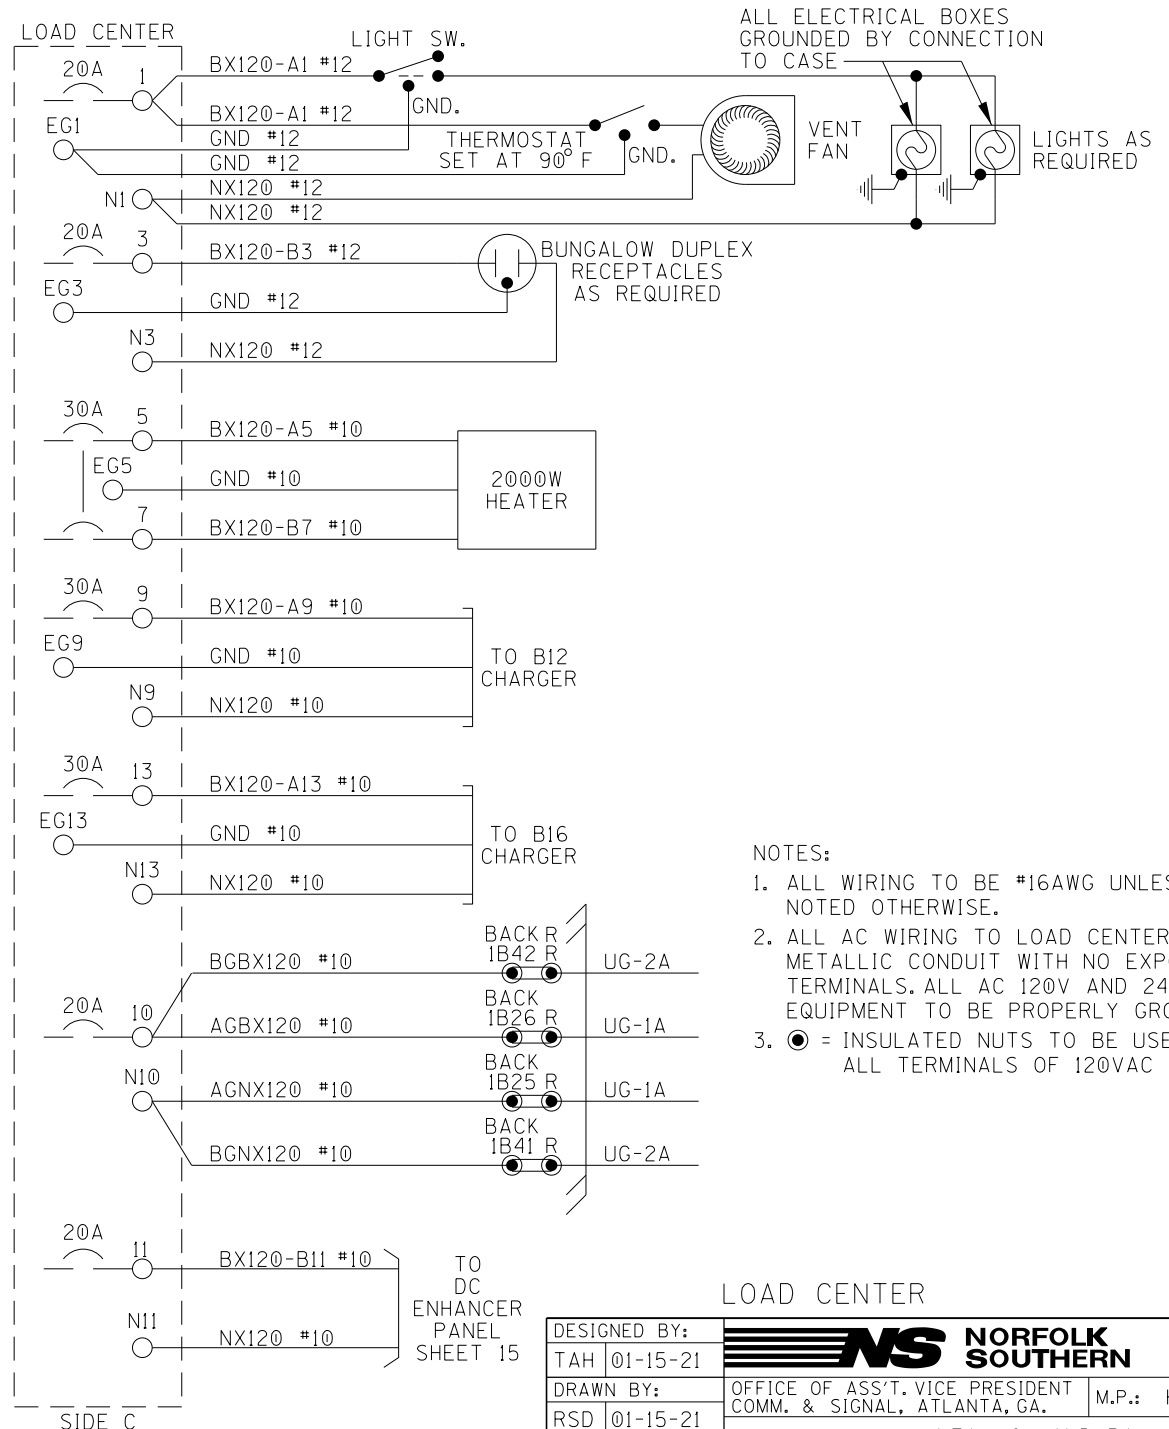 LOAD CENTER
20A
1
BX120-A1 #12
LIGHT SW.
GND.
ALL ELECTRICAL BOXES
GROUNDED BY CONNECTION
TO CASE
EG1
BX120-A1 #12
GND #12
GND #12
THERMOSTAT
SET AT 90° F
GND.
VENT
FAN
LIGHTS AS
REQUIRED
N1
NX120 #12
NX120 #12
20A
3
BX120-B3 #12
BUNGALOW DUPLEX
RECEPTACLES
AS REQUIRED
EG3
GND #12
N3
NX120 #12
30A
5
BX120-A5 #10
EG5
GND #10
2000W
HEATER
7
BX120-B7 #10
30A
9
BX120-A9 #10
EG9
GND #10
TO B12
CHARGER
N9
NX120 #10
30A
13
BX120-A13 #10
EG13
GND #10
TO B16
CHARGER
N13
NX120 #10
NOTES:
1. ALL WIRING TO BE #16AWG
NOTED OTHERWISE.
2. ALL AC WIRING TO LOAD CENTER
METALLIC CONDUIT WITH NO
TERMINALS. ALL AC 120V AND
EQUIPMENT TO BE PROPERLY
3. = INSULATED NUTS TO BE
ALL TERMINALS OF 120VAC
BGBX120 #10
BACK R
1B42 R
UG-2A
20A
10
AGBX120 #10
BACK
1B26 R
UG-1A
N10
AGNX120 #10
BACK
1B25 R
UG-1A
BGNX120 #10
BACK
1B41 R
UG-2A
20A
11
BX120-B11 #10
N11
NX120 #10
TO
DC
ENHANCER
PANEL
SHEET 15
SIDE C
LOAD CENTER
DESIGNED BY:
TAH 01-15-21
DRAWN BY:
RSD 01-15-21
NS NORFOLK
SOUTHERN
OFFICE OF ASS'T. VICE PRESIDENT
COMM. & SIGNAL, ATLANTA, GA.
M.P.: